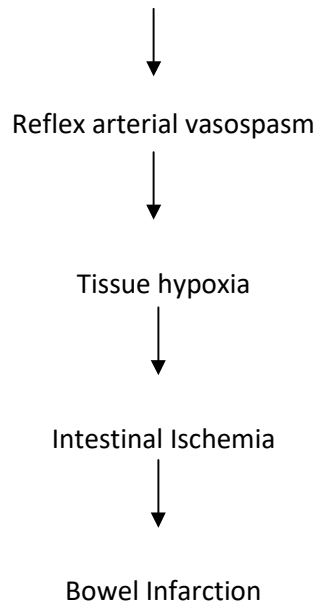 Reflex arterial vasospasm
Tissue hypoxia
Intestinal Ischemia
Bowel Infarction